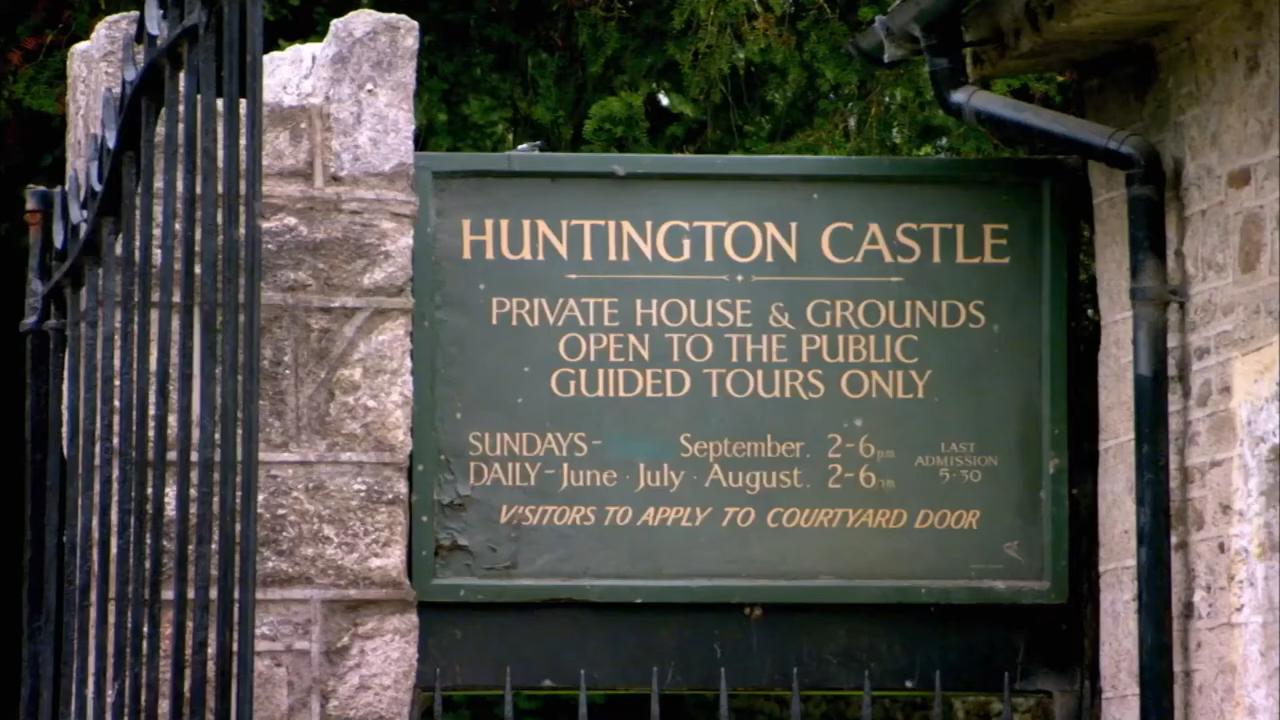 HUNTINGTON CASTLE
PRIVATE HOUSE & GROUNDS
OPEN TO THE PUBLIC
GUIDED TOURS ONLY
SUNDAYS- September. 2-6pm
DAILY-June · July · August. 2-6pm
LAST
ADMISSION
5·30
VISITORS TO APPLY TO COURTYARD DOOR